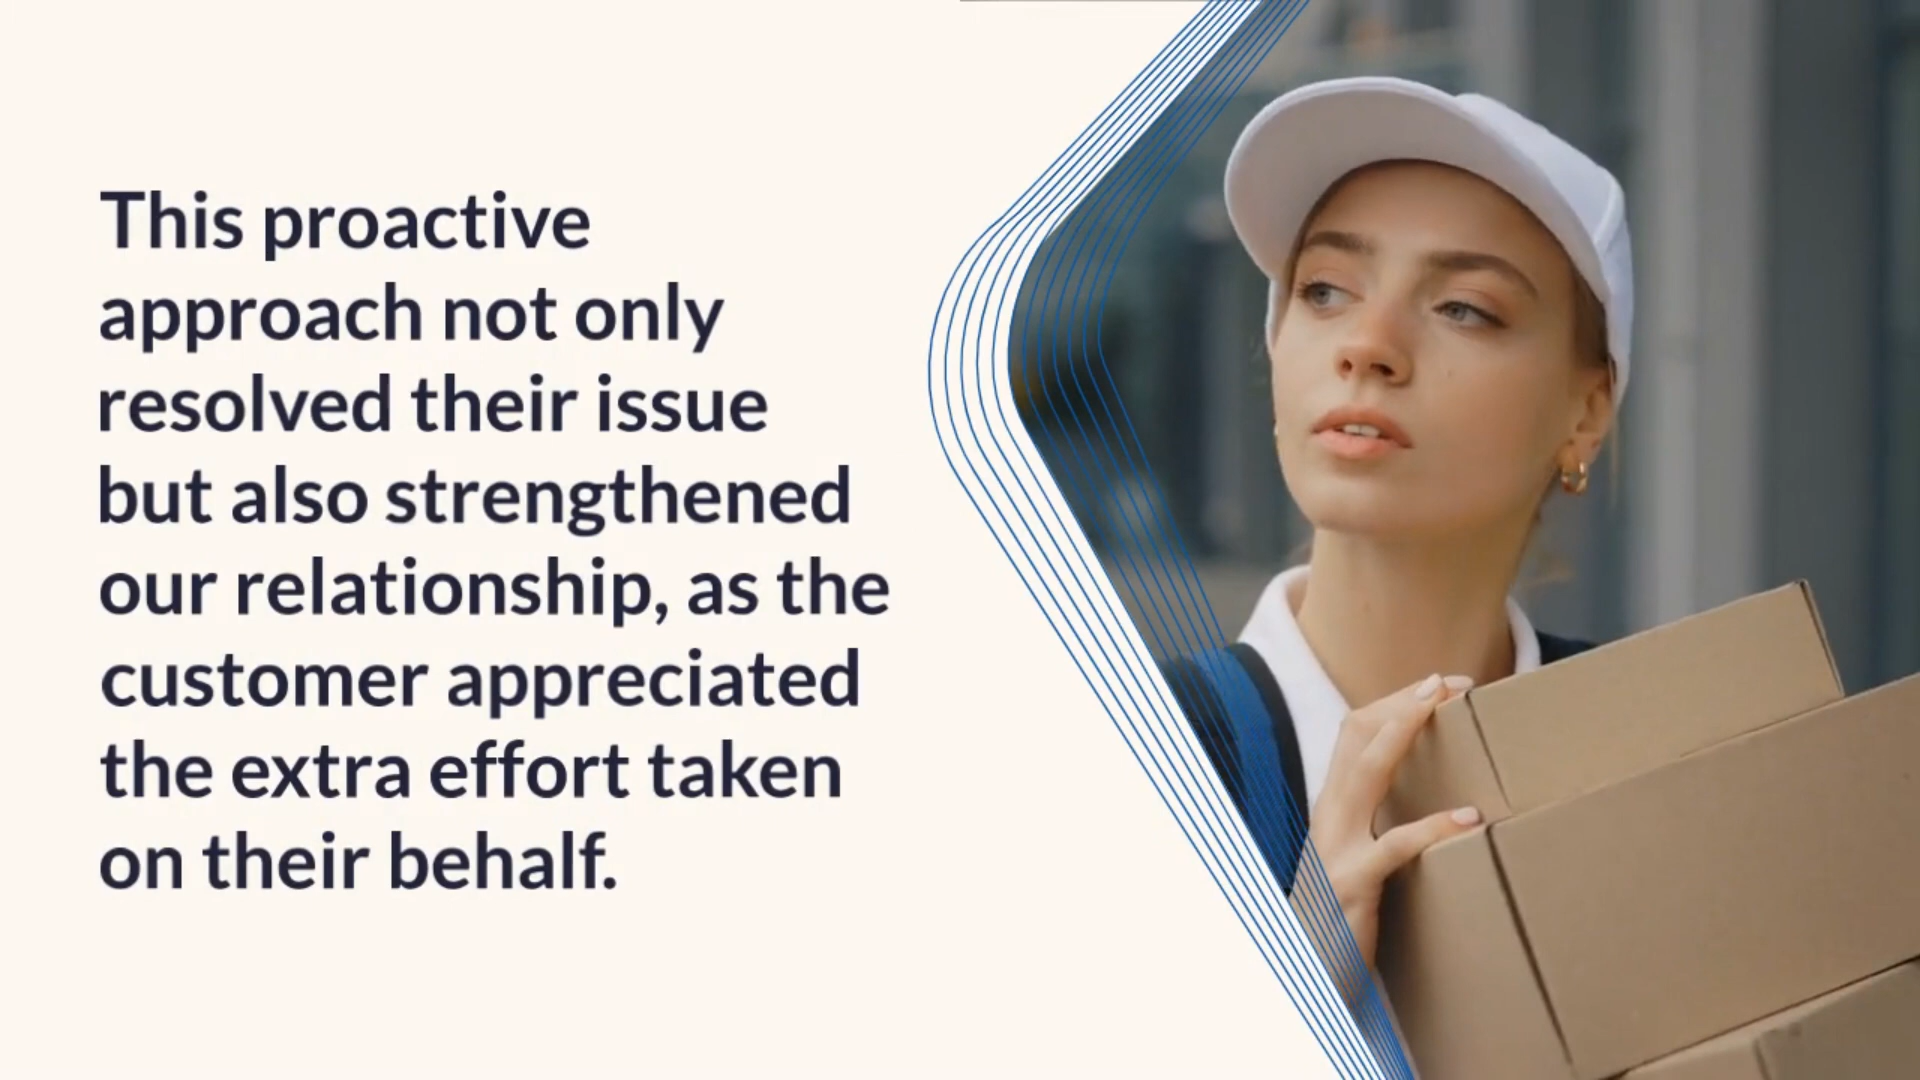 This proactive
approach not only
resolved their issue
but also strengthened
our relationship, as the
customer appreciated
the extra effort taken
on their behalf.